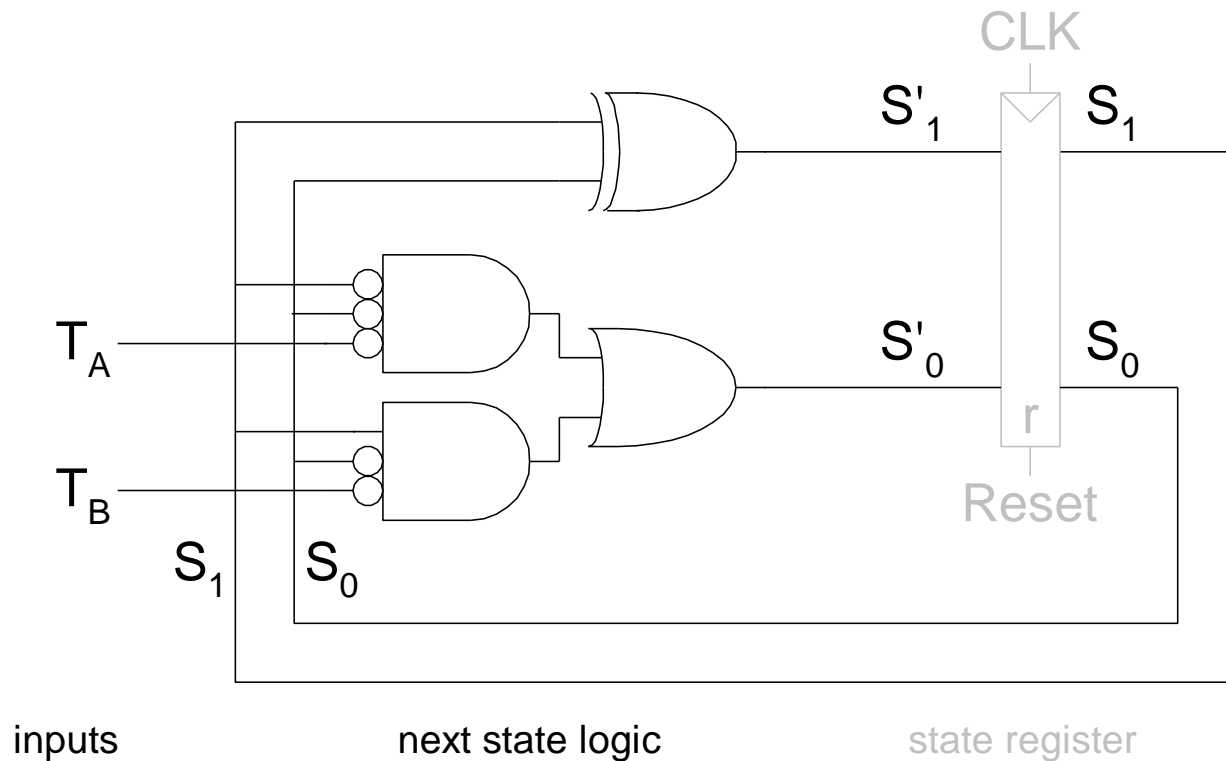 CLK
S'1
S1
TA
S'0
S0
r
TB
Reset
S1
S0
inputs
next state logic
state register